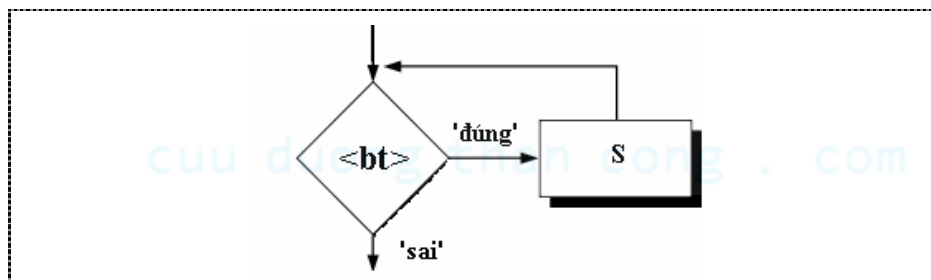 'đúng'
<bt>
S
cuu duong than cong . com
'sai'